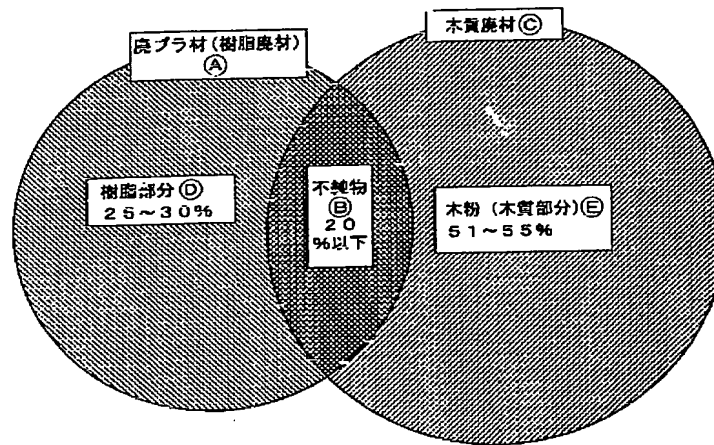 廃プラ材（樹脂廃材）
Ⓐ
木質廃材Ⓒ
樹脂部分Ⓓ
２５～３０％
不純物
Ⓑ
２０
％以下
木粉（木質部分）Ⓔ
５１～５５％